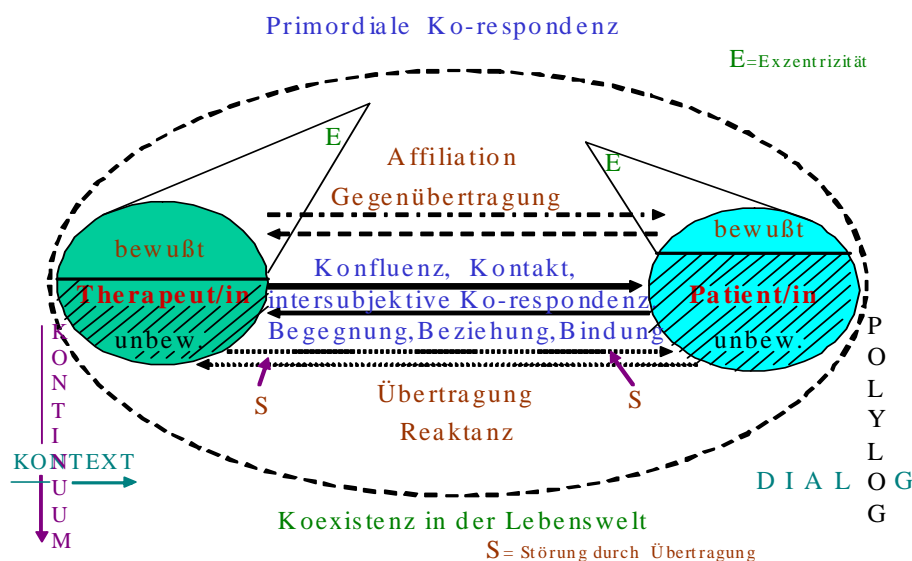 Primordiale Ko-respondenz
E=Exzentrizität
E
E
Affiliation
Gegenübertragung
bewußt
bewußt
Konfluenz, Kontakt,
Therapeut/in
intersubjektive Ko-respondenz
Patient/in
unbew.
Begegnung,Beziehung,Bindung
unbew.
S
Übertragung
S
Reaktanz
KONTINUUM
KONTEXT
POLYLOG
DIALOG
Koexistenz in der Lebenswelt
S= Störung durch Übertragung